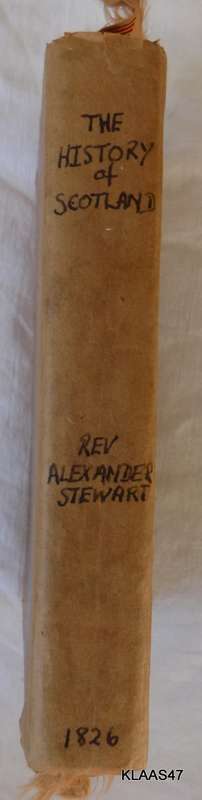 THE
HISTORY
of
SCOTLAND
REV
ALEXANDER
STEWART
1826
KLAAS47